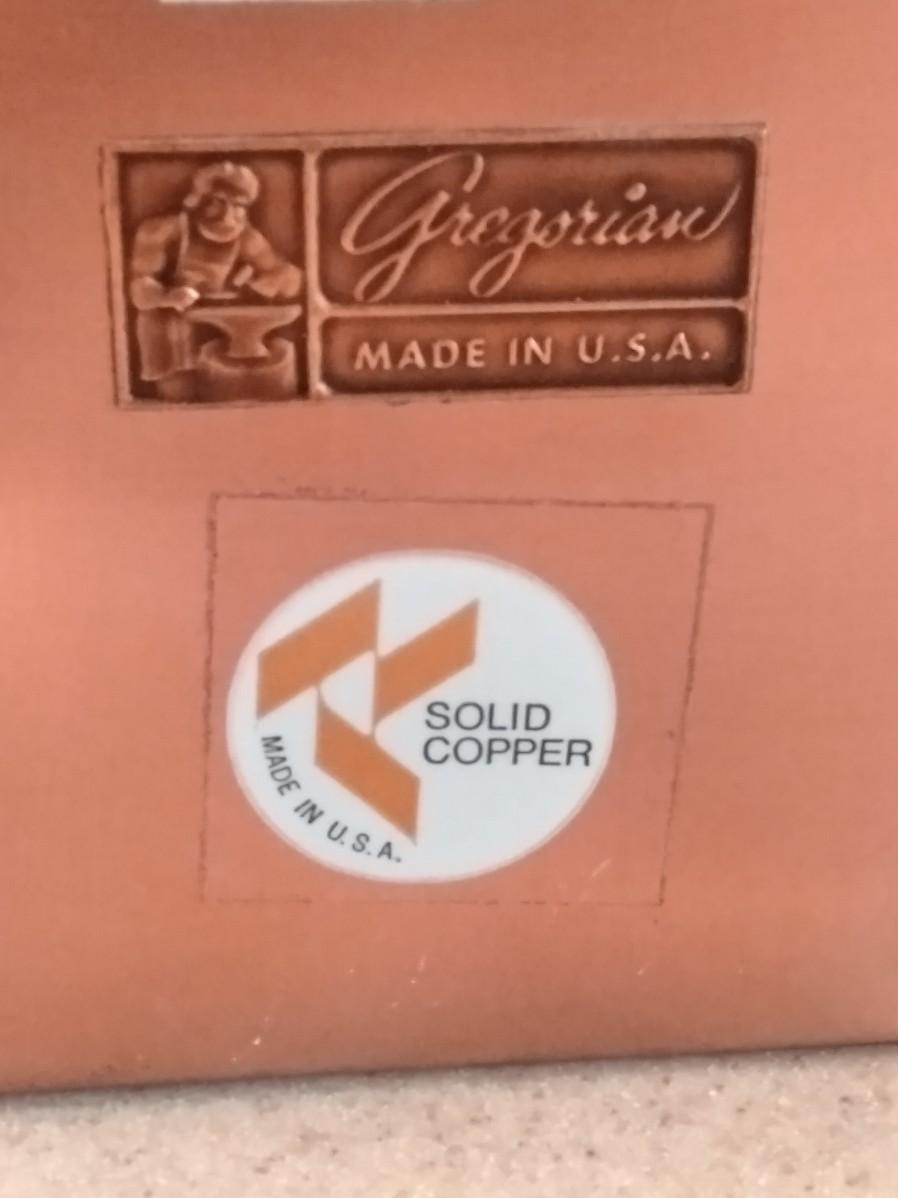 Gregorian
MADE IN U.S.A.
SOLID
COPPER
MADE IN U.S.A.